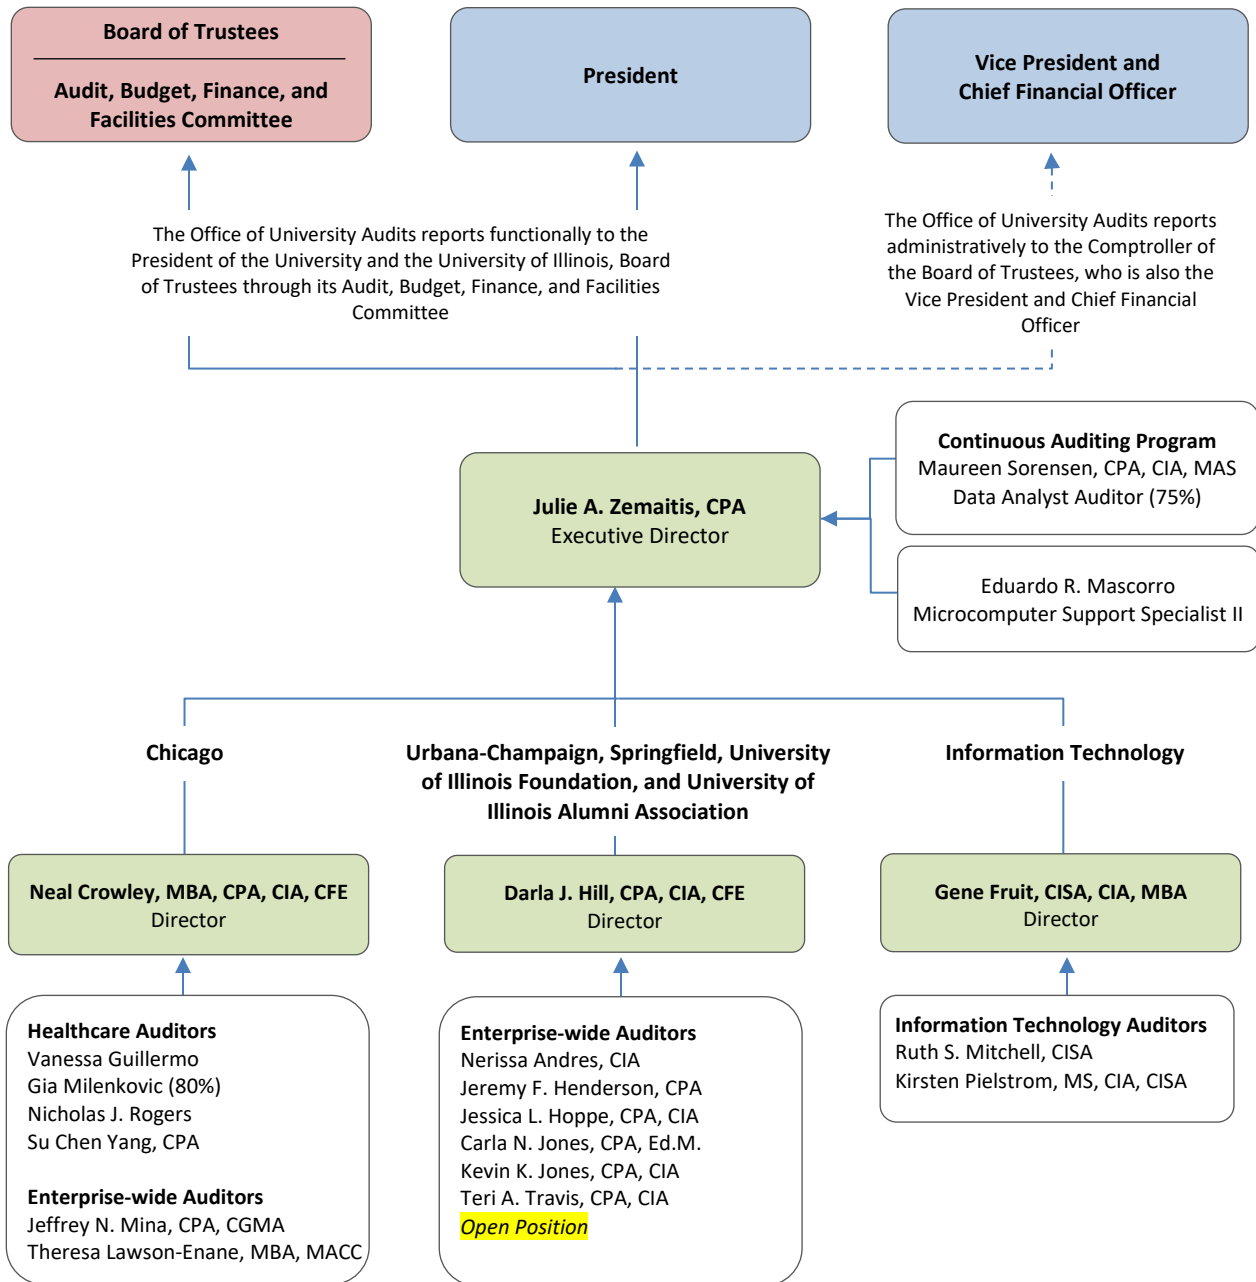 Board of Trustees
Audit, Budget, Finance, and
Facilities Committee
President
Vice President and
Chief Financial Officer
The Office of University Audits reports functionally to the
President of the University and the University of Illinois, Board
of Trustees through its Audit, Budget, Finance, and Facilities
Committee
The Office of University Audits reports
administratively to the Comptroller of
the Board of Trustees, who is also the
Vice President and Chief Financial
Officer
Julie A. Zemaitis, CPA
Executive Director
Continuous Auditing Program
Maureen Sorensen, CPA, CIA, MAS
Data Analyst Auditor (75%)
Eduardo R. Mascorro
Microcomputer Support Specialist II
Chicago
Urbana-Champaign, Springfield, University
of Illinois Foundation, and University of
Illinois Alumni Association
Information Technology
Neal Crowley, MBA, CPA, CIA, CFE
Director
Darla J. Hill, CPA, CIA, CFE
Director
Gene Fruit, CISA, CIA, MBA
Director
Healthcare Auditors
Vanessa Guillermo
Gia Milenkovic (80%)
Nicholas J. Rogers
Su Chen Yang, CPA
Enterprise-wide Auditors
Jeffrey N. Mina, CPA, CGMA
Theresa Lawson-Enane, MBA, MACC
Enterprise-wide Auditors
Nerissa Andres, CIA
Jeremy F. Henderson, CPA
Jessica L. Hoppe, CPA, CIA
Carla N. Jones, CPA, Ed.M.
Kevin K. Jones, CPA, CIA
Teri A. Travis, CPA, CIA
Open Position
Information Technology Auditors
Ruth S. Mitchell, CISA
Kirsten Pielstrom, MS, CIA, CISA